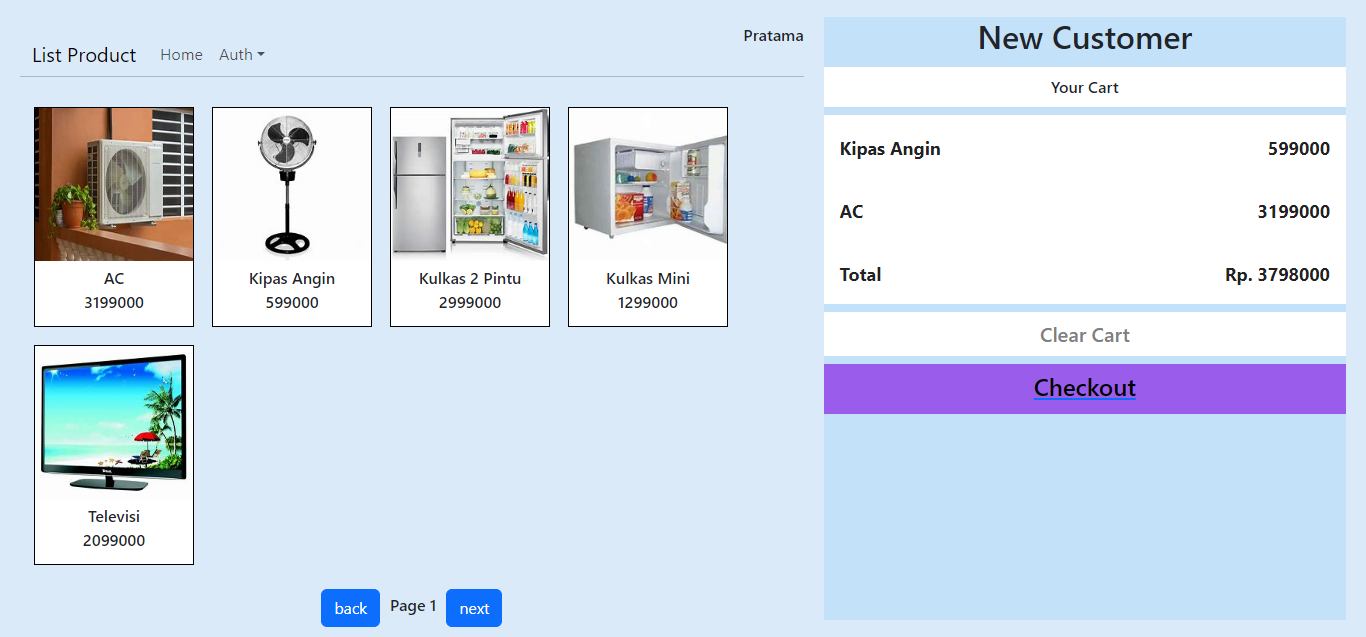 List Product
Home
Auth
Pratama
AC
3199000
Kipas Angin
599000
Kulkas 2 Pintu
2999000
Kulkas Mini
1299000
Televisi
2099000
back
Page 1
next
New Customer
Your Cart
Kipas Angin 599000
AC 3199000
Total Rp. 3798000
Clear Cart
Checkout